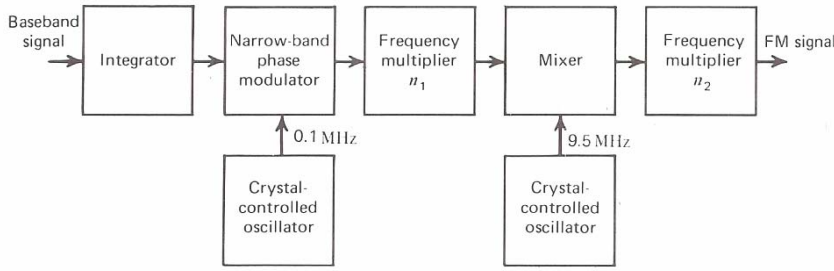 Baseband
signal
Integrator
Narrow-band
phase
modulator
Frequency
multiplier
n₁
Mixer
Frequency
multiplier
n₂
FM signal
0.1 MHz
9.5 MHz
Crystal-
controlled
oscillator
Crystal-
controlled
oscillator